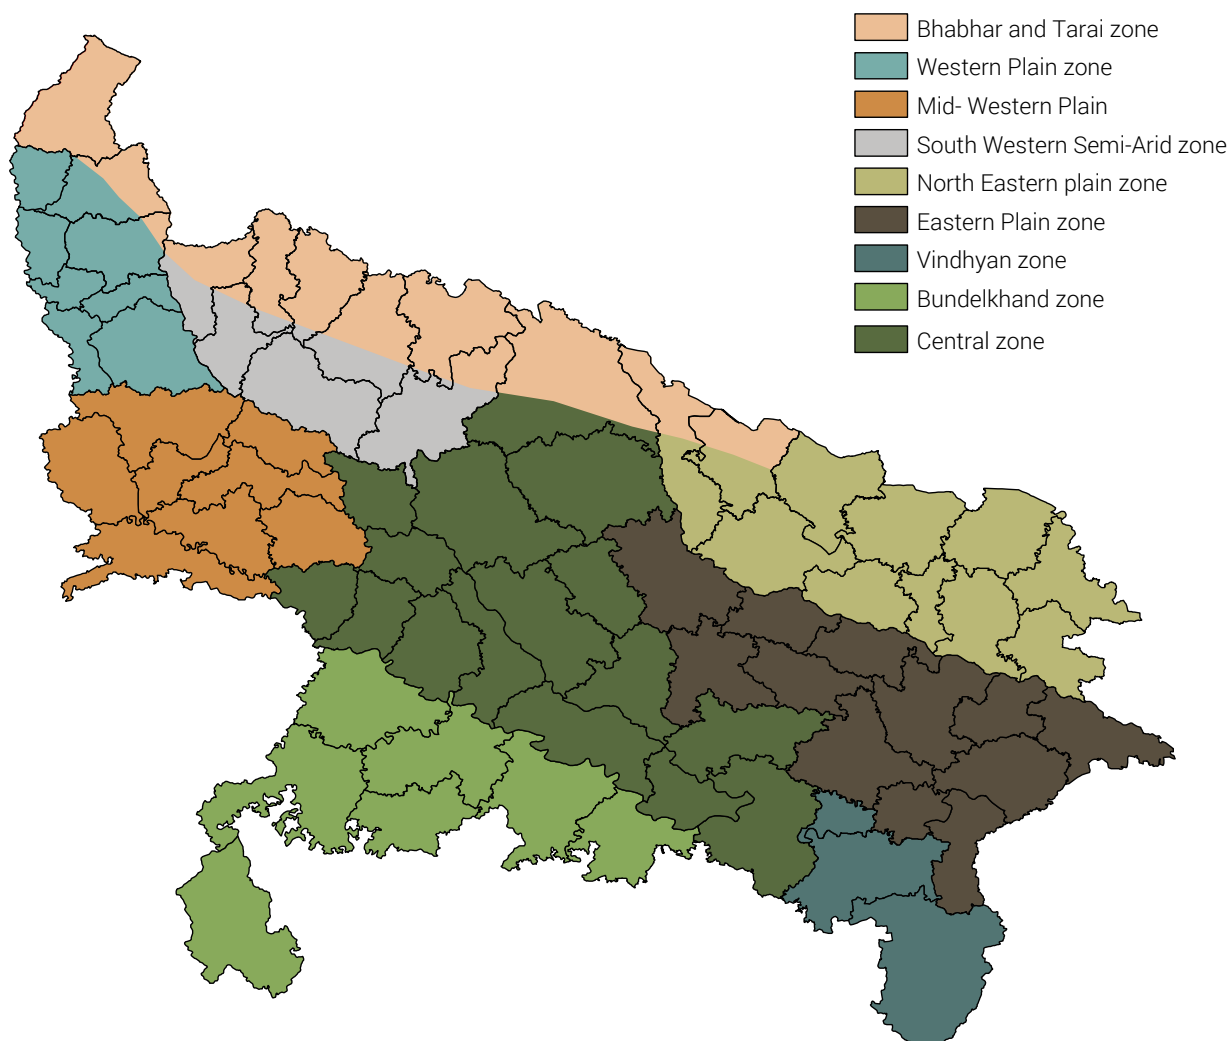 Bhabhar and Tarai zone
Western Plain zone
Mid- Western Plain
South Western Semi-Arid zone
North Eastern plain zone
Eastern Plain zone
Vindhyan zone
Bundelkhand zone
Central zone